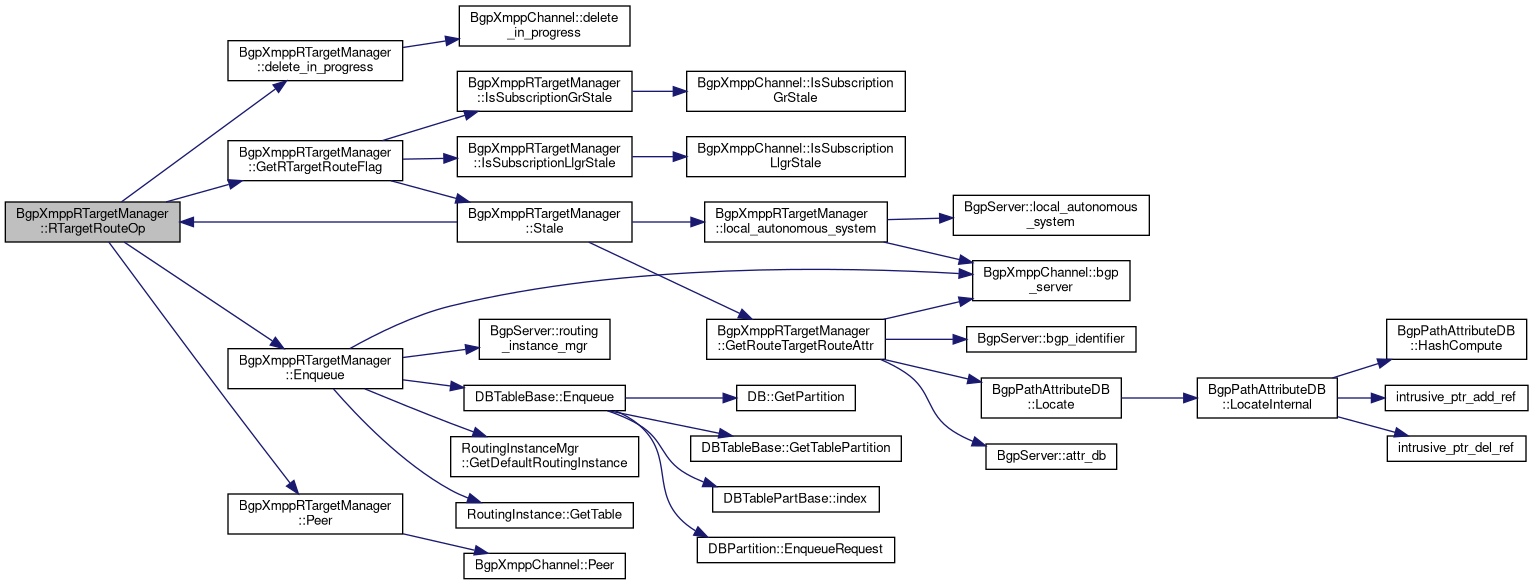 BgpXmppRTargetManager
::RTargetRouteOp
BgpXmppRTargetManager
::delete_in_progress
BgpXmppChannel::delete
_in_progress
BgpXmppRTargetManager
::GetRTargetRouteFlag
BgpXmppRTargetManager
::IsSubscriptionGrStale
BgpXmppChannel::IsSubscription
GrStale
BgpXmppRTargetManager
::IsSubscriptionLlgrStale
BgpXmppChannel::IsSubscription
LlgrStale
BgpXmppRTargetManager
::Stale
BgpXmppRTargetManager
::local_autonomous_system
BgpServer::local_autonomous
_system
BgpXmppChannel::bgp
_server
BgpXmppRTargetManager
::GetRouteTargetRouteAttr
BgpServer::bgp_identifier
BgpPathAttributeDB
::Locate
BgpPathAttributeDB
::LocateInternal
BgpPathAttributeDB
::HashCompute
intrusive_ptr_add_ref
intrusive_ptr_del_ref
BgpServer::attr_db
BgpXmppRTargetManager
::Enqueue
BgpServer::routing
_instance_mgr
DBTableBase::Enqueue
DB::GetPartition
DBTableBase::GetTablePartition
DBTablePartBase::index
DBPartition::EnqueueRequest
RoutingInstanceMgr
::GetDefaultRoutingInstance
RoutingInstance::GetTable
BgpXmppRTargetManager
::Peer
BgpXmppChannel::Peer